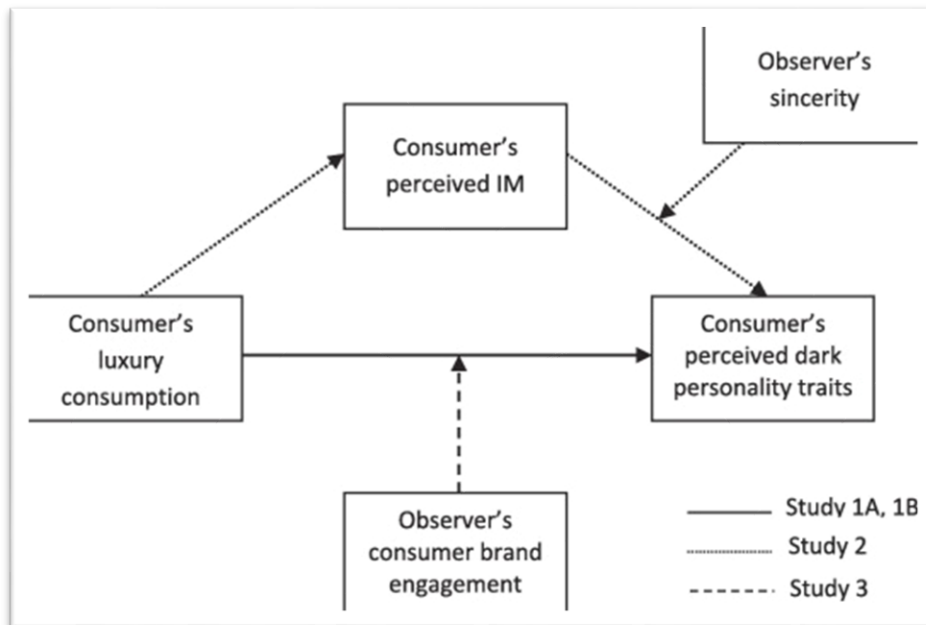 Observer's
sincerity
Consumer's
perceived IM
Consumer's
luxury
consumption
Consumer's
perceived dark
personality traits
Observer's
consumer brand
engagement
Study 1A, 1B
Study 2
Study 3